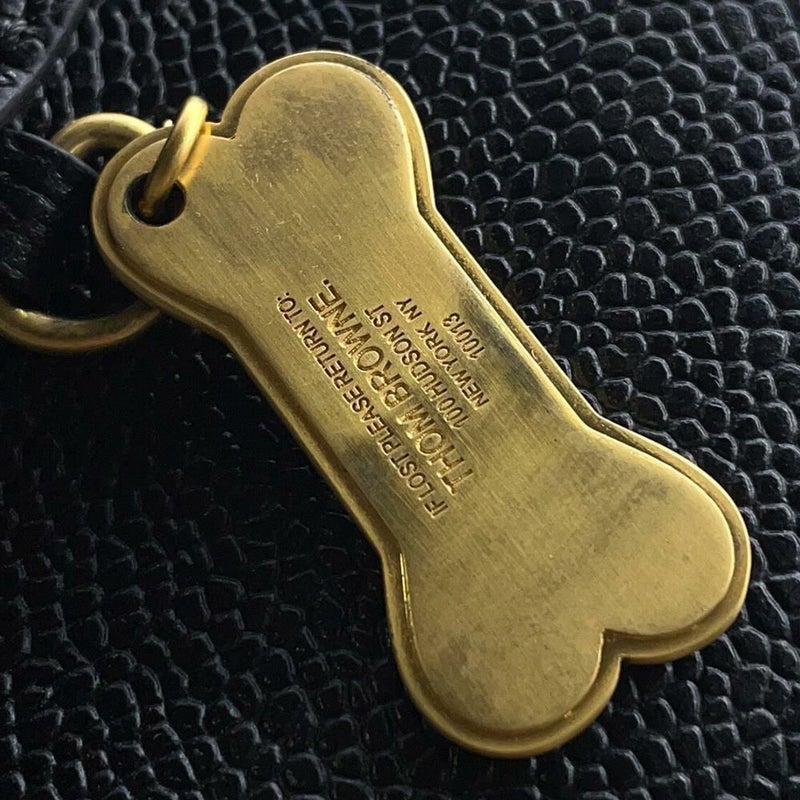 IF LOST PLEASE RETURN TO:
THOM BROWNE.
100 HUDSON ST
NEW YORK NY
10013